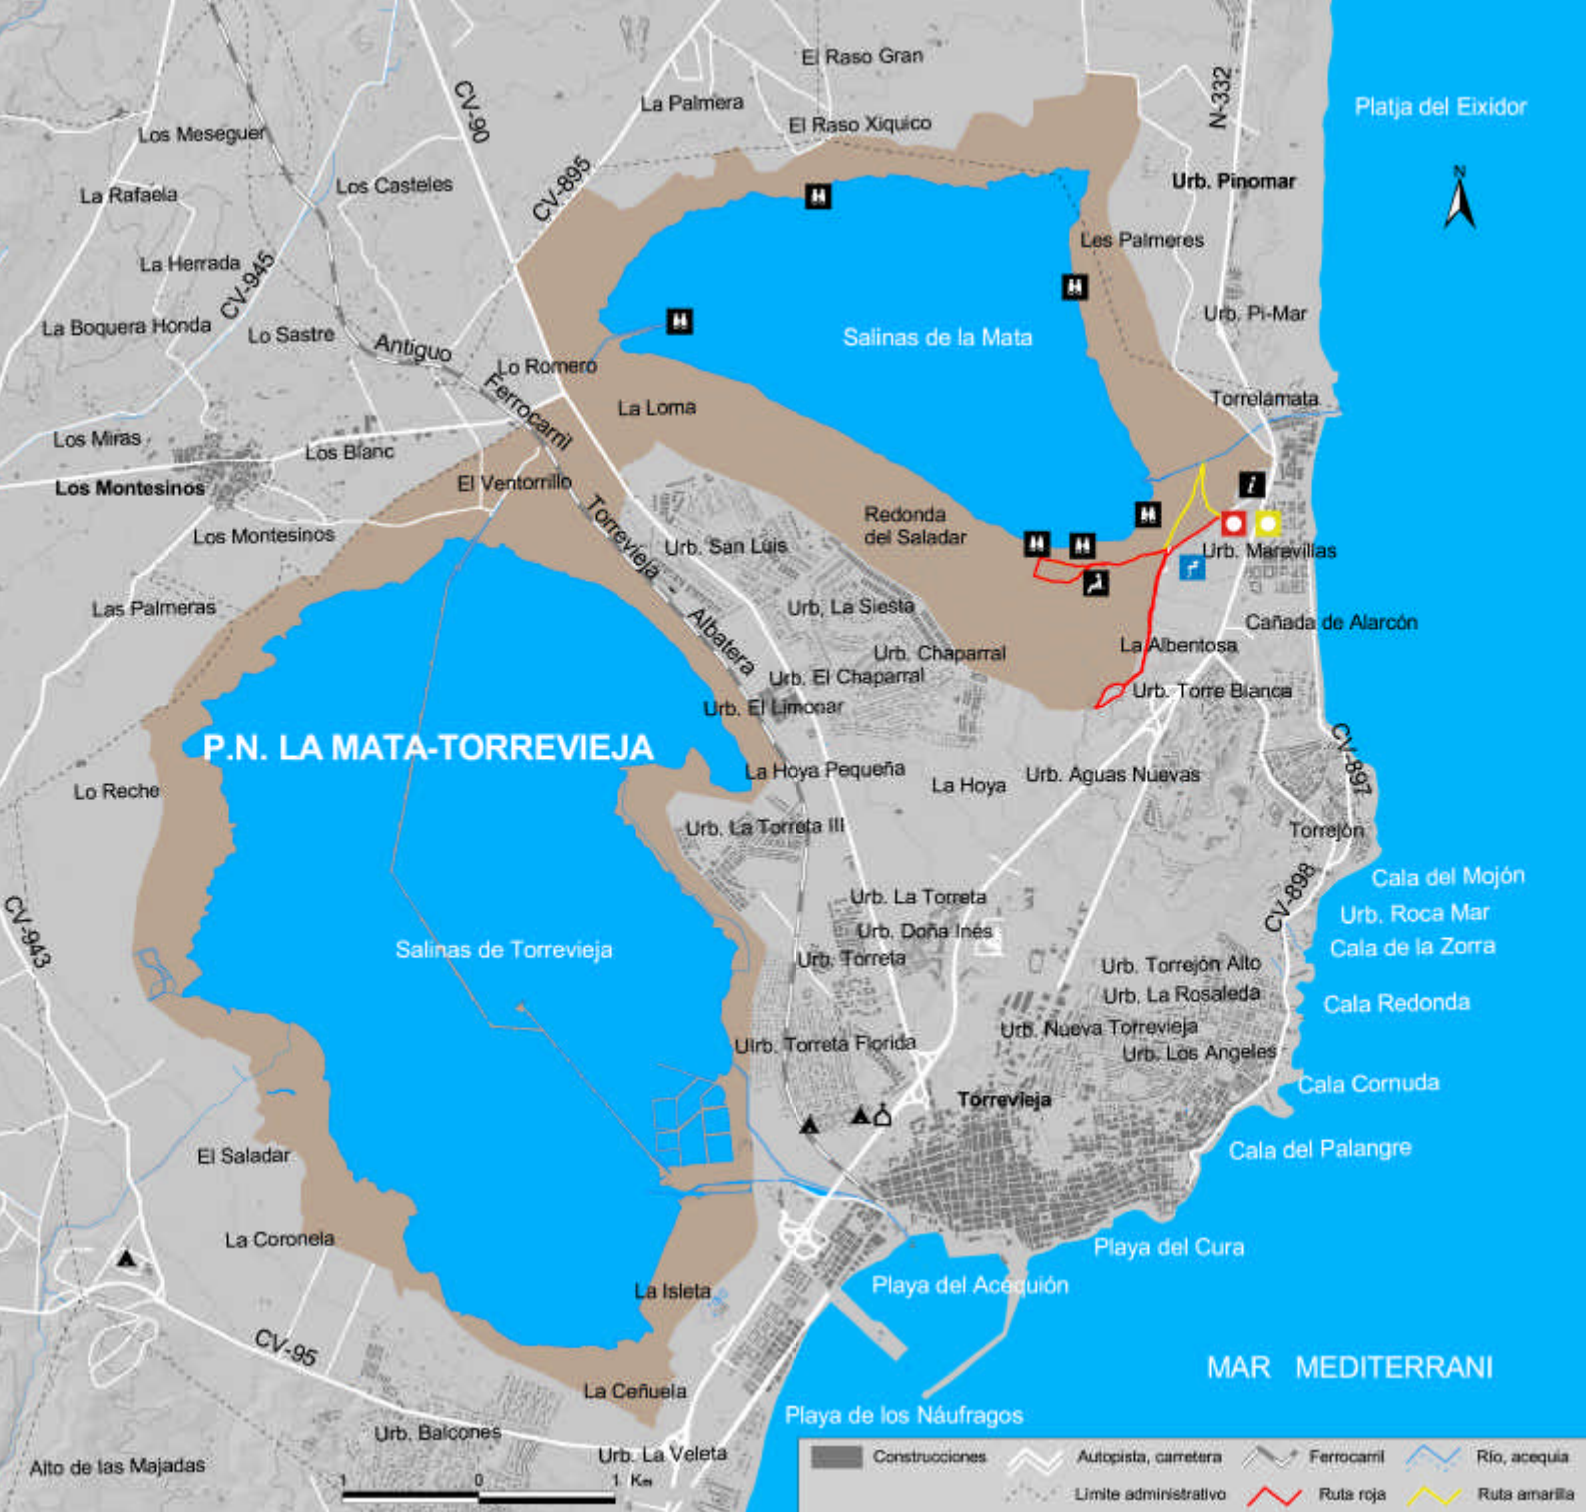 El Raso Gran
CV-90
La Palmera
N-332
Platja del Eixidor
El Raso Xiquico
Los Meseguer
N
CV-895
Los Casteles
Urb. Pinomar
La Rafaela
Les Palmeres
La Herrada
CV-945
Urb. Pi-Mar
La Boquera Honda
Lo Sastre
Antiguo
Salinas de la Mata
Lo Romero
Ferrocarril
La Loma
Torrelamata
Los Miras
Los Blanc
Los Montesinos
El Ventorrillo
i
Redonda
del Saladar
Torrevieja
Los Montesinos
Urb. San Luis
Urb. Maravillas
Las Palmeras
Urb, La Siesta
Albatera
Cañada de Alarcón
La Albentosa
Urb. Chaparral
Urb. El Chaparral
Urb. Torre Blanca
Urb. El Limonar
P.N. LA MATA-TORREVIEJA
CV-897
La Hoya Pequeña
Urb. Aguas Nuevas
La Hoya
Lo Reche
Urb. La Torreta III
Torrejón
Cala del Mojón
CV-898
Urb. La Torreta
Urb. Roca Mar
CV-943
Urb. Doña Inés
Salinas de Torrevieja
Cala de la Zorra
Urb. Torreta
Urb. Torrejón Alto
Urb. La Rosaleda
Cala Redonda
Urb. Nueva Torrevieja
UIrb. Torreta Florida
Urb. Los Angeles
Cala Cornuda
Torrevieja
Cala del Palangre
El Saladar
La Coronela
Playa del Cura
Playa del Acequión
La Isleta
CV-95
MAR MEDITERRANI
La Ceñuela
Playa de los Náufragos
Urb. Balcones
Urb. La Veleta
Alto de las Majadas
1 0 1 Km
Construcciones
Autopista, carretera
Ferrocarril
Río, acequia
Limite administrativo
Ruta roja
Ruta amarilla